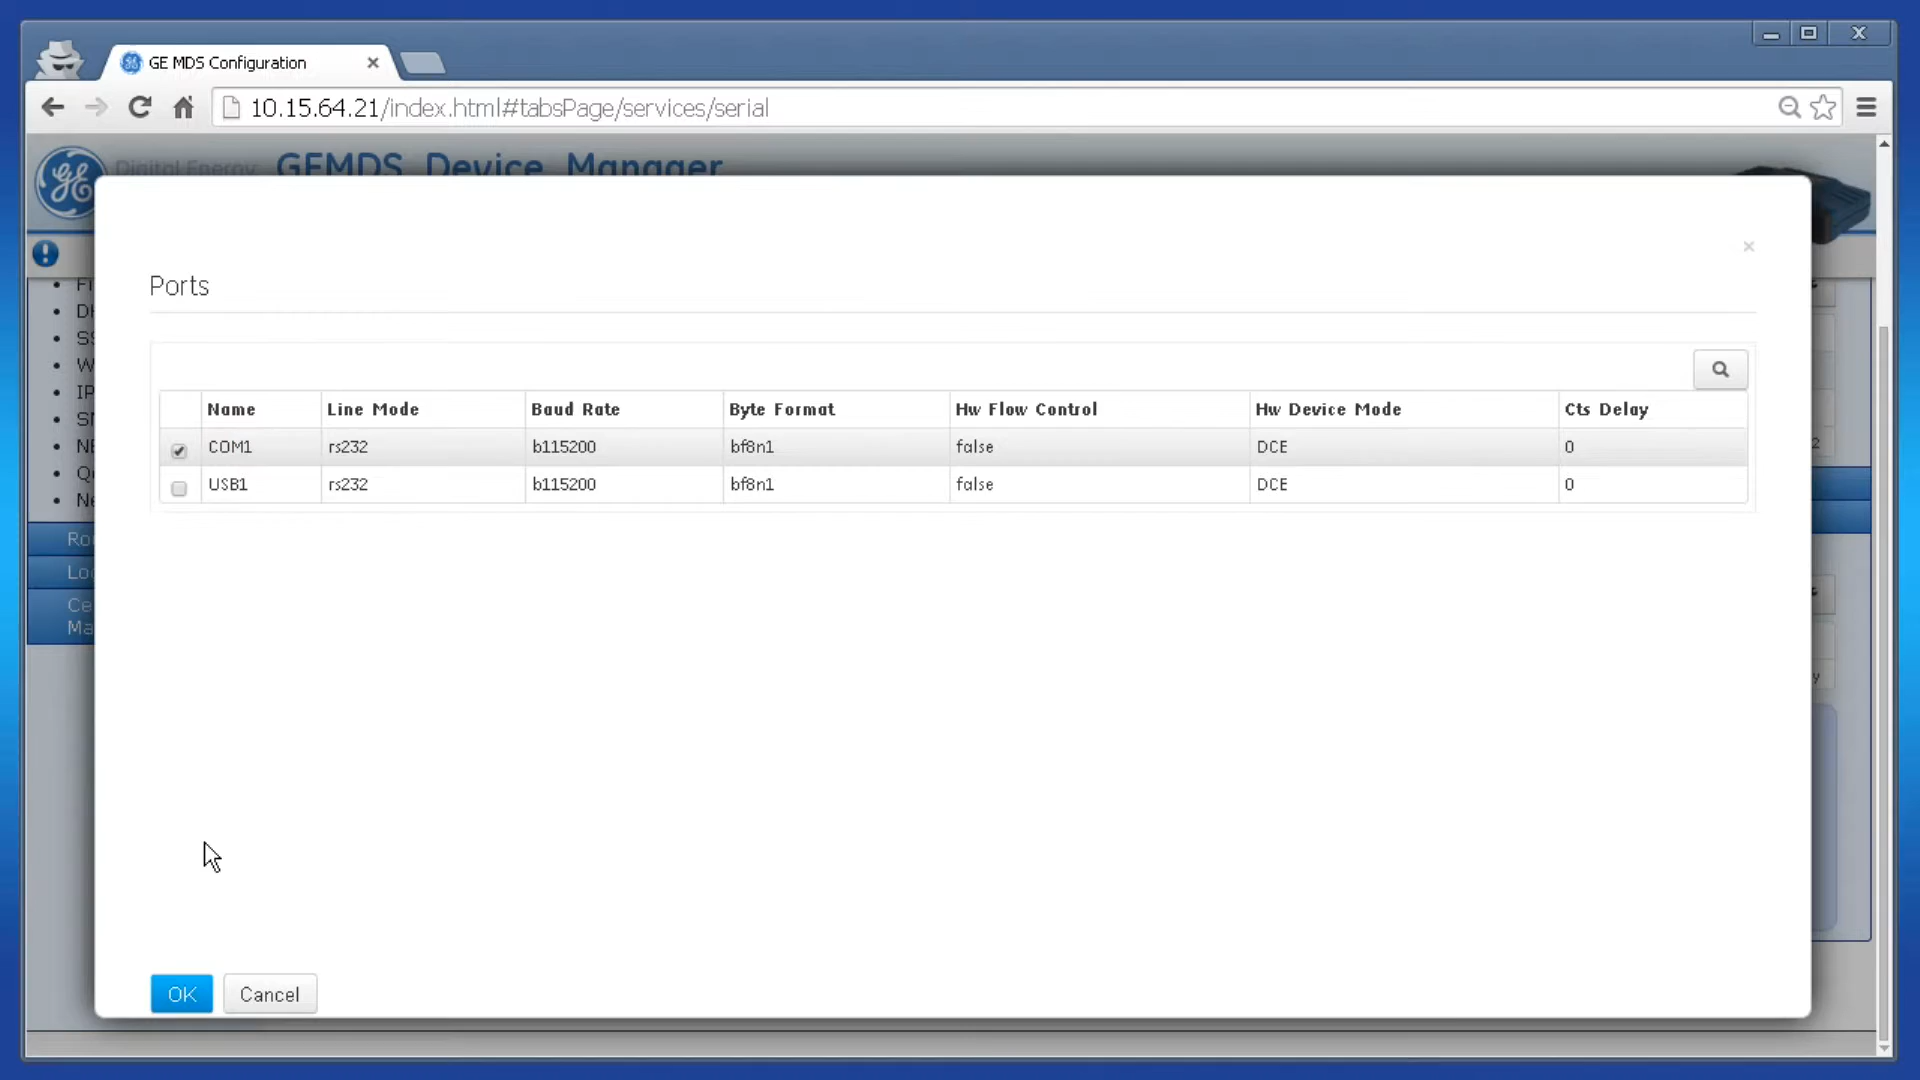 GE MDS Configuration
10.15.64.21/index.html#tabsPage/services/serial
Digital Energy GEMDS Device Manager
Ports
Name Line Mode Baud Rate Byte Format Hw Flow Control Hw Device Mode Cts Delay
COM1 rs232 b115200 bf8n1 false DCE 0
USB1 rs232 b115200 bf8n1 false DCE 0
OK Cancel